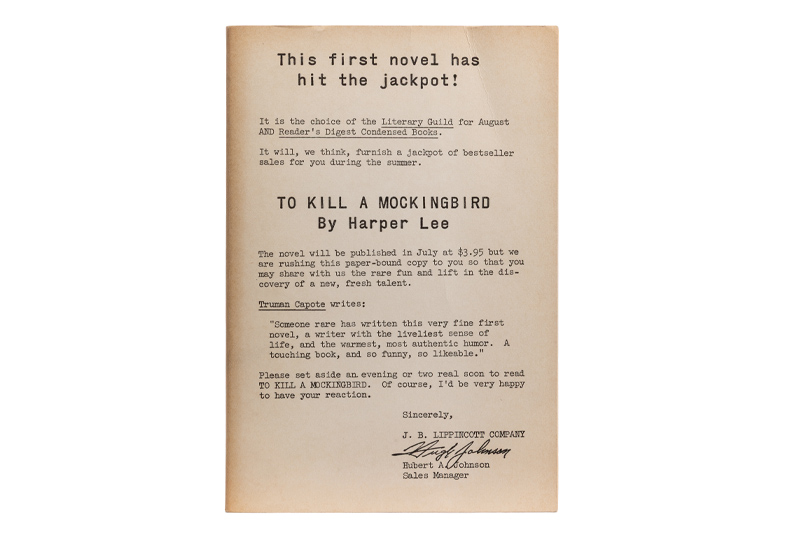 This first novel has
hit the jackpot!
It is the choice of the Literary Guild for August
AND Reader's Digest Condensed Books.
It will, we think, furnish a jackpot of bestseller
sales for you during the summer.
TO KILL A MOCKINGBIRD
By Harper Lee
The novel will be published in July at $3.95 but we
are rushing this paper-bound copy to you so that you
may share with us the rare fun and lift in the dis-
covery of a new, fresh talent.
Truman Capote writes:
"Someone rare has written this very fine first
novel, a writer with the liveliest sense of
life, and the warmest, most authentic humor. A
touching book, and so funny, so likeable."
Please set aside an evening or two real soon to read
TO KILL A MOCKINGBIRD. Of course, I'd be very happy
to have your reaction.
Sincerely,
J. B. LIPPINCOTT COMPANY
Hugh Johnson
Hubert A. Johnson
Sales Manager